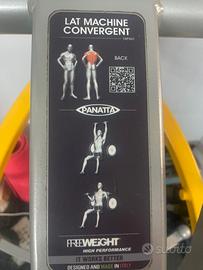 LAT MACHINE
CONVERGENT
BACK
PANATTA
FREEWEIGHT
HIGH PERFORMANCE
IT WORKS BETTER
DESIGNED AND MADE IN ITALY
subito